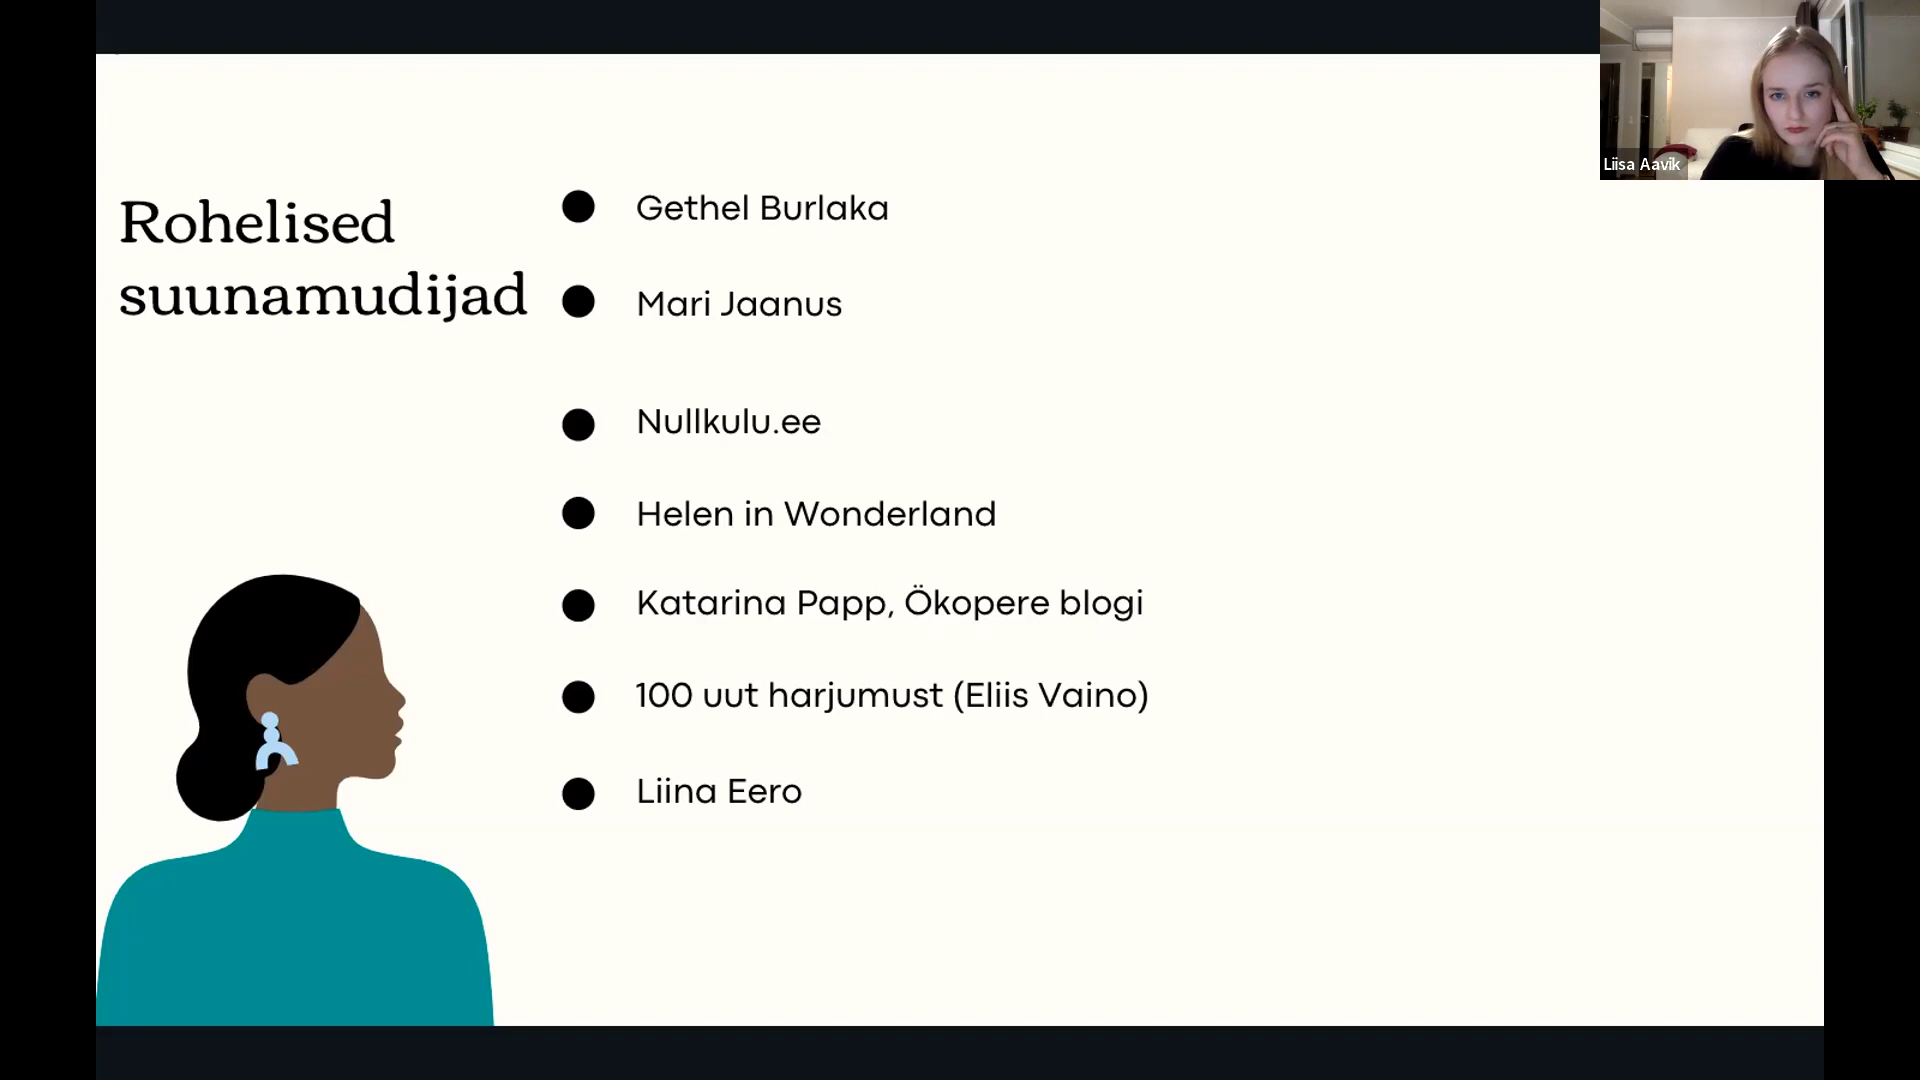 Rohelised
suunamudijad
Gethel Burlaka
Mari Jaanus
Nullkulu.ee
Helen in Wonderland
Katarina Papp, Ökopere blogi
100 uut harjumust (Eliis Vaino)
Liina Eero
Liisa Aavik